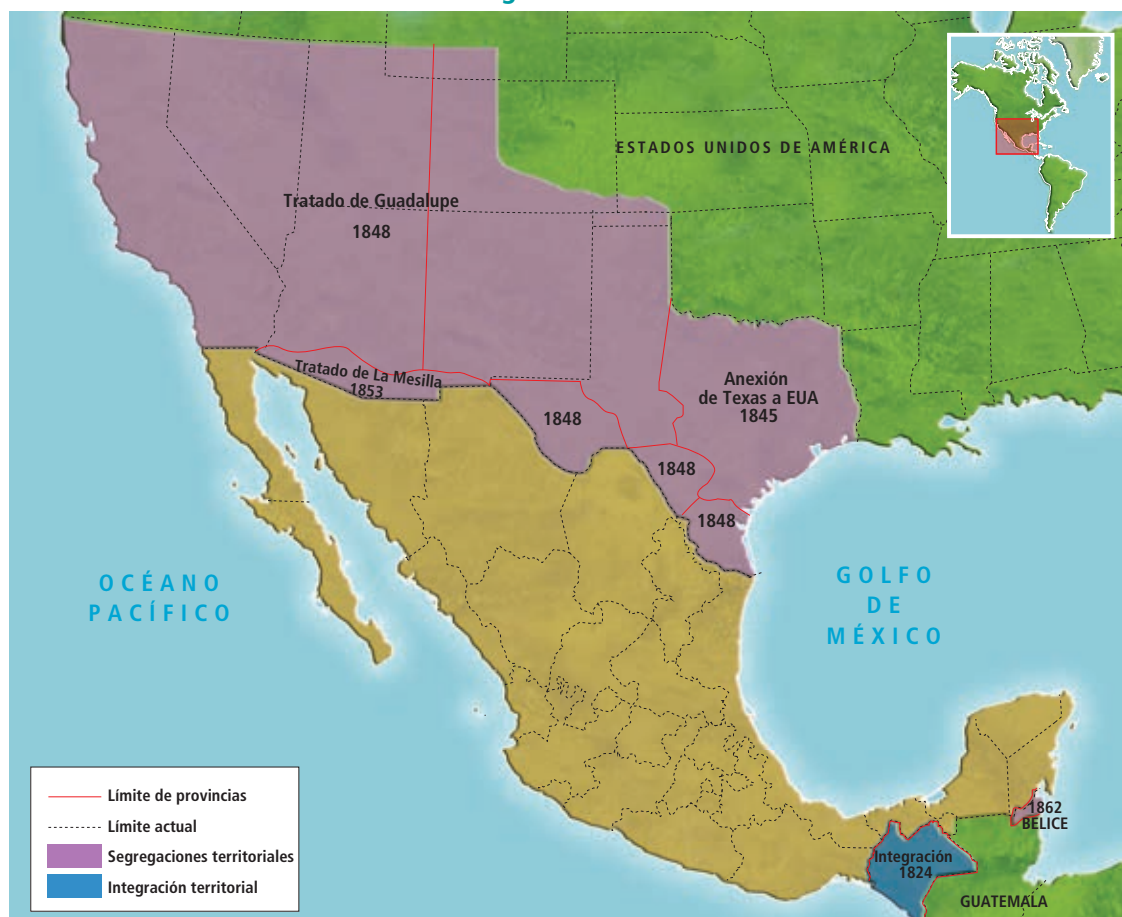 ESTADOS UNIDOS DE AMÉRICA
Tratado de Guadalupe
1848
Tratado de La Mesilla
1853
Anexión
de Texas a EUA
1845
1848
1848
1848
OCÉANO
PACÍFICO
GOLFO
DE
MÉXICO
1862
BELICE
Integración
1824
GUATEMALA
Límite de provincias
Límite actual
Segregaciones territoriales
Integración territorial